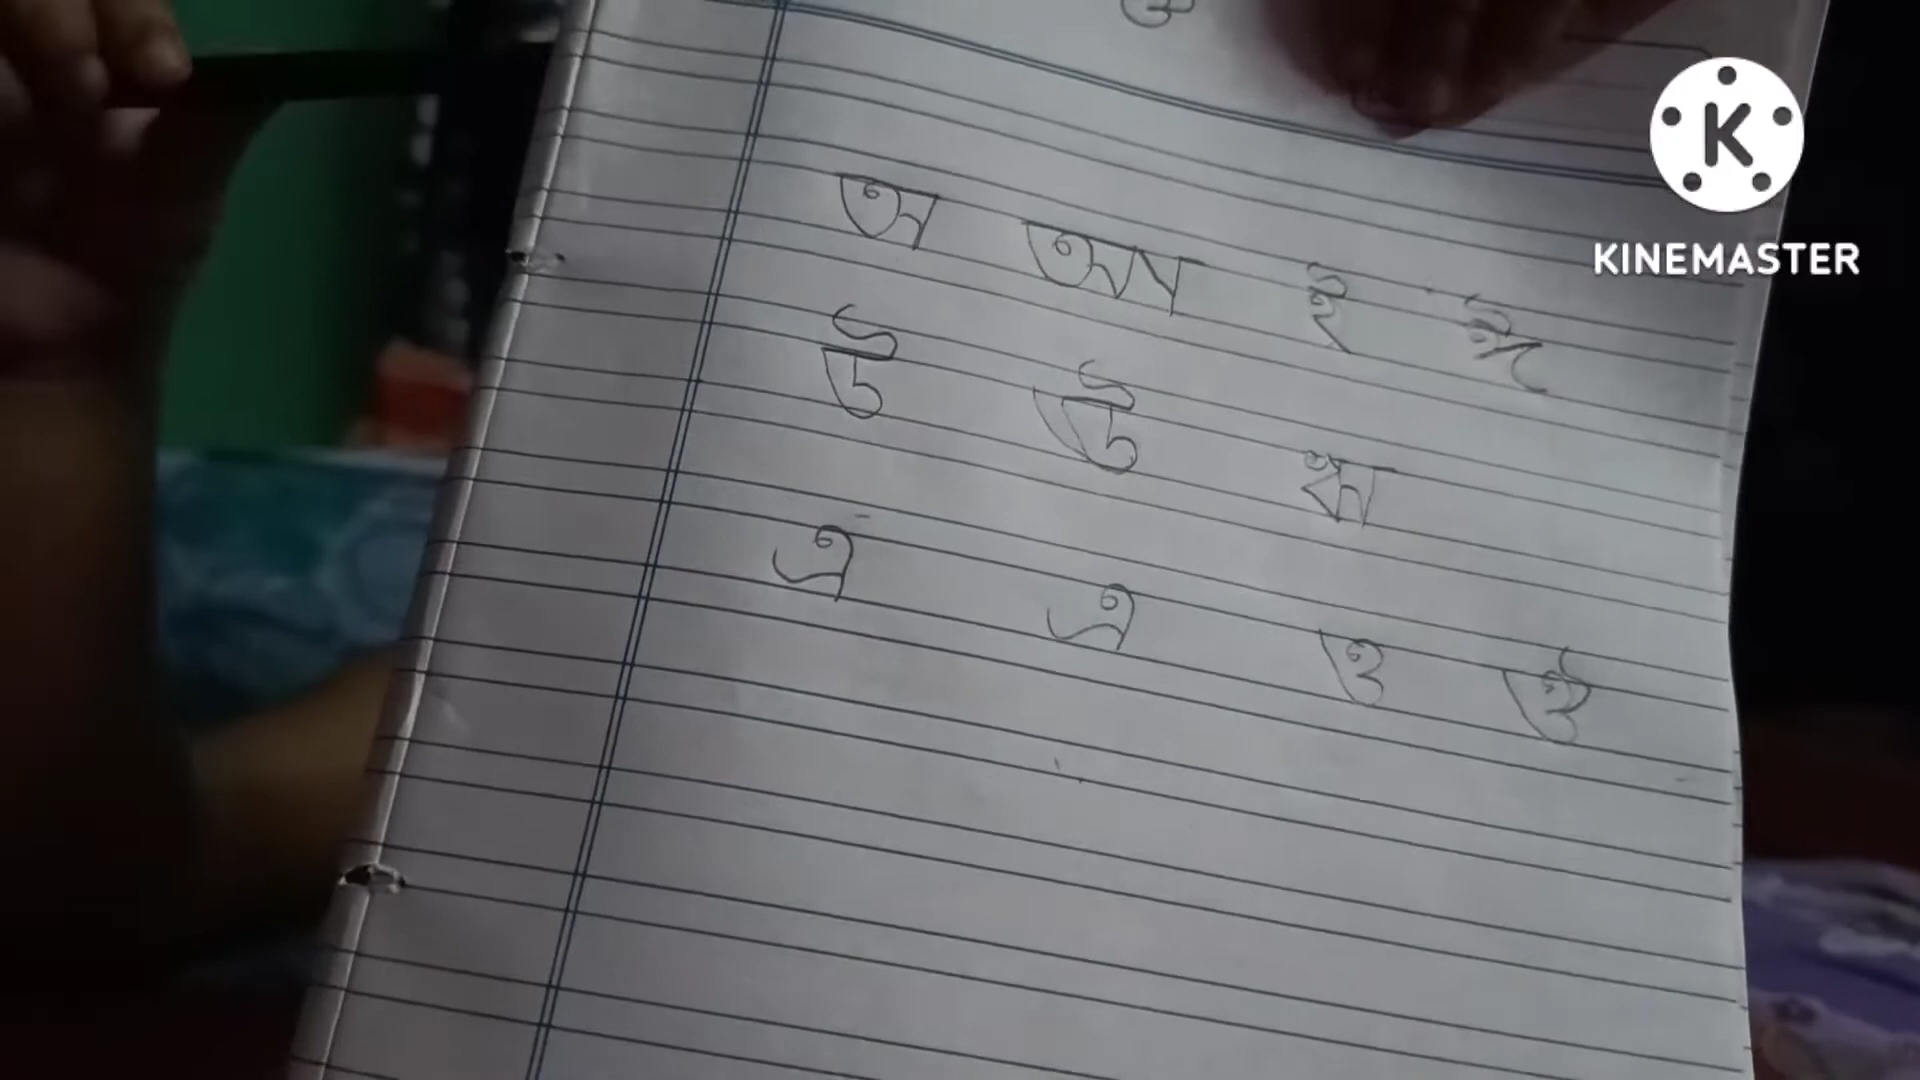 অ আ ই ঈ
উ ঊ ঋ
এ ঐ ও ঔ
KINEMASTER